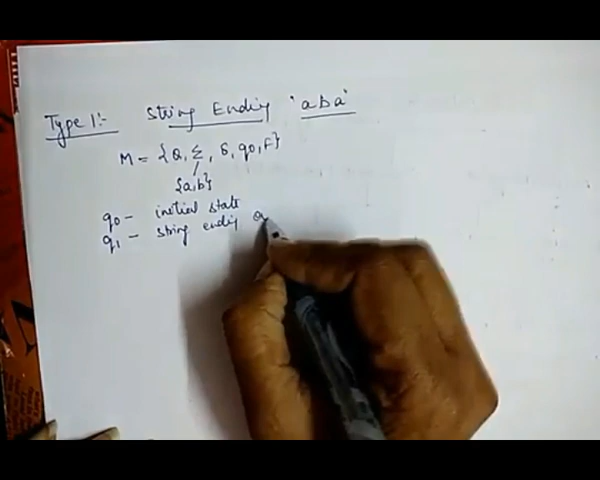 Type 1:- String Ending 'aba'
M = {Q, Σ, δ, q0, F}
{a,b}
q0 - initial state
q1 - string ending